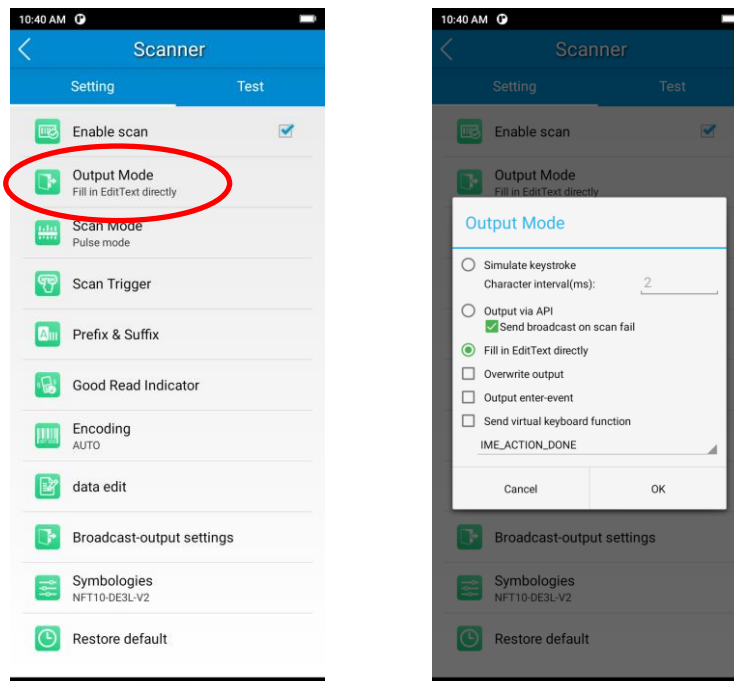 10:40 AM
Scanner
Setting Test
Enable scan
Output Mode
Fill in EditText directly
Scan Mode
Pulse mode
Scan Trigger
Prefix & Suffix
Good Read Indicator
Encoding
AUTO
data edit
Broadcast-output settings
Symbologies
NFT10-DE3L-V2
Restore default
10:40 AM
Scanner
Setting Test
Enable scan
Output Mode
Fill in EditText directly
Output Mode
Simulate keystroke
Character interval(ms): 2
Output via API
Send broadcast on scan fail
Fill in EditText directly
Overwrite output
Output enter-event
Send virtual keyboard function
IME_ACTION_DONE
Cancel OK
Broadcast-output settings
Symbologies
NFT10-DE3L-V2
Restore default